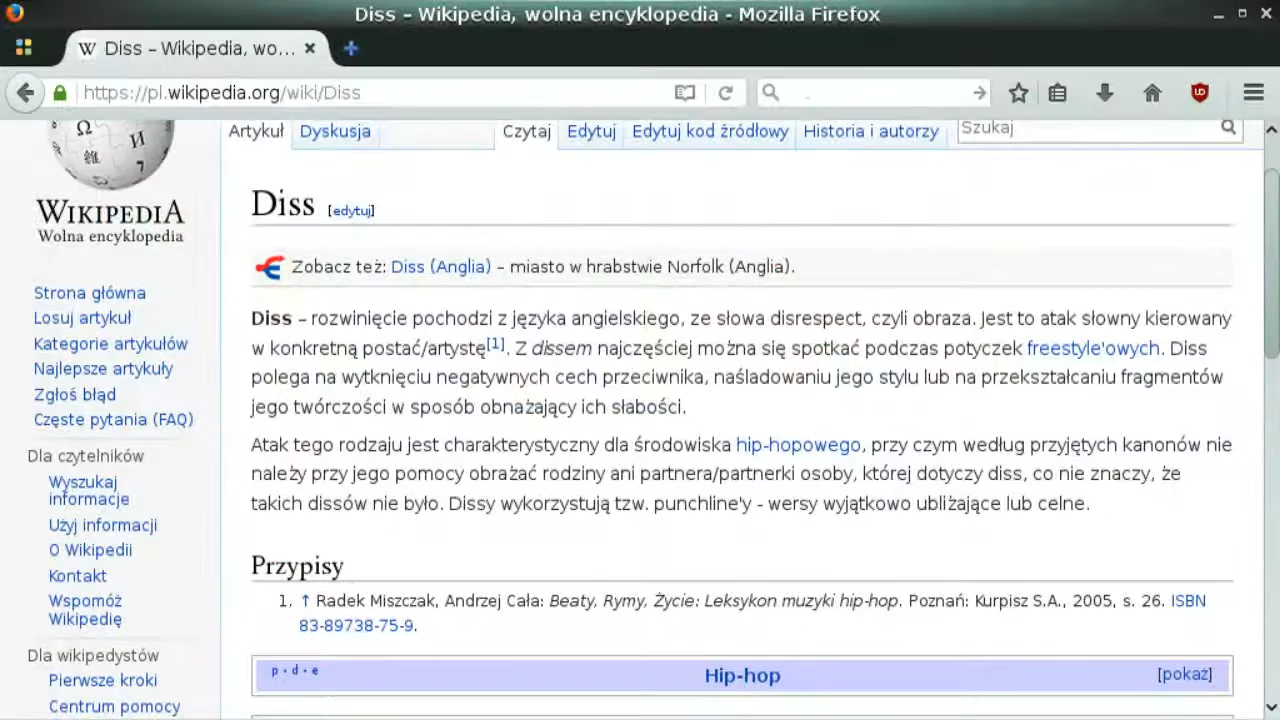 Diss – Wikipedia, wolna encyklopedia - Mozilla Firefox
Diss – Wikipedia, wo...
https://pl.wikipedia.org/wiki/Diss
Artykuł Dyskusja Czytaj Edytuj Edytuj kod źródłowy Historia i autorzy Szukaj
WIKIPEDIA
Wolna encyklopedia
Strona główna
Losuj artykuł
Kategorie artykułów
Najlepsze artykuły
Zgłoś błąd
Częste pytania (FAQ)
Dla czytelników
Wyszukaj
informacje
Użyj informacji
O Wikipedii
Kontakt
Wspomóż
Wikipedię
Dla wikipedystów
Pierwsze kroki
Centrum pomocy
Diss [edytuj]
Zobacz też: Diss (Anglia) – miasto w hrabstwie Norfolk (Anglia).
Diss – rozwinięcie pochodzi z języka angielskiego, ze słowa disrespect, czyli obraza. Jest to atak słowny kierowany
w konkretną postać/artystę[1]. Z dissem najczęściej można się spotkać podczas potyczek freestyle'owych. Diss
polega na wytknięciu negatywnych cech przeciwnika, naśladowaniu jego stylu lub na przekształcaniu fragmentów
jego twórczości w sposób obnażający ich słabości.
Atak tego rodzaju jest charakterystyczny dla środowiska hip-hopowego, przy czym według przyjętych kanonów nie
należy przy jego pomocy obrażać rodziny ani partnera/partnerki osoby, której dotyczy diss, co nie znaczy, że
takich dissów nie było. Dissy wykorzystują tzw. punchline'y - wersy wyjątkowo ubliżające lub celne.
Przypisy
1. ↑ Radek Miszczak, Andrzej Cała: Beaty, Rymy, Życie: Leksykon muzyki hip-hop. Poznań: Kurpisz S.A., 2005, s. 26. ISBN
83-89738-75-9.
p · d · e Hip-hop [pokaż]